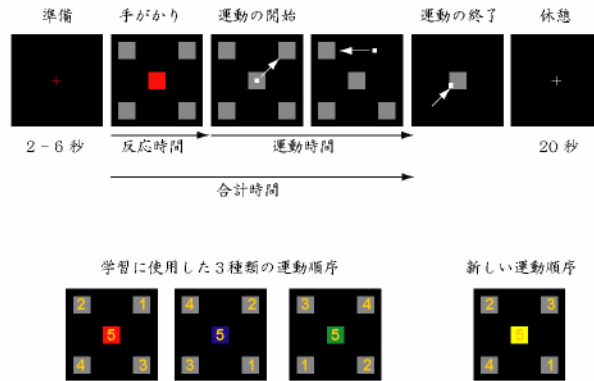 準備 手がかり 運動の開始 運動の終了 休憩
2－6 秒 反応時間 運動時間 20 秒
合計時間
学習に使用した３種類の運動順序 新しい運動順序
2 1 4 2 3 4 2 3
5 5 5 5
4 3 3 1 1 2 4 1